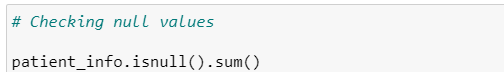 # Checking null values
patient_info.isnull().sum()